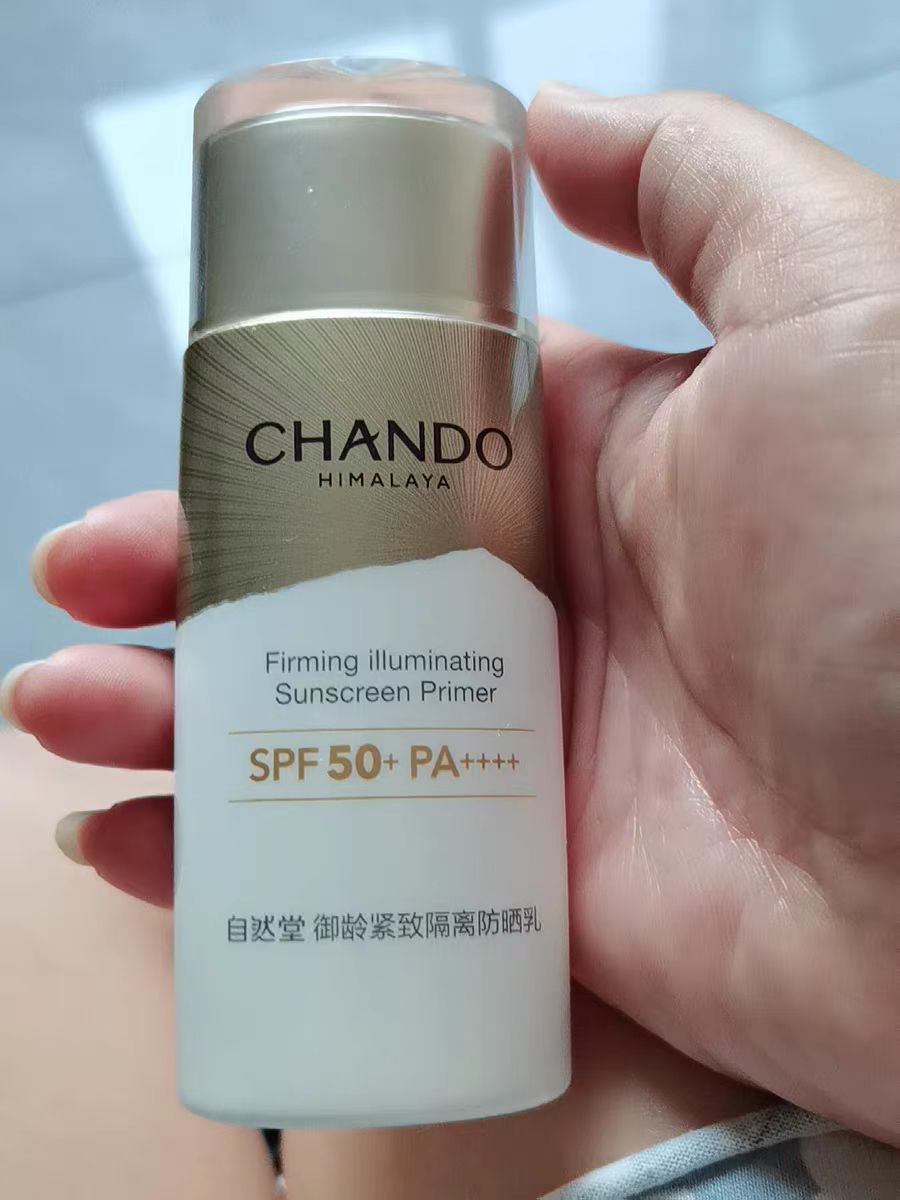 CHANDO
HIMALAYA
Firming illuminating
Sunscreen Primer
SPF 50+ PA++++
自然堂 御龄紧致隔离防晒乳